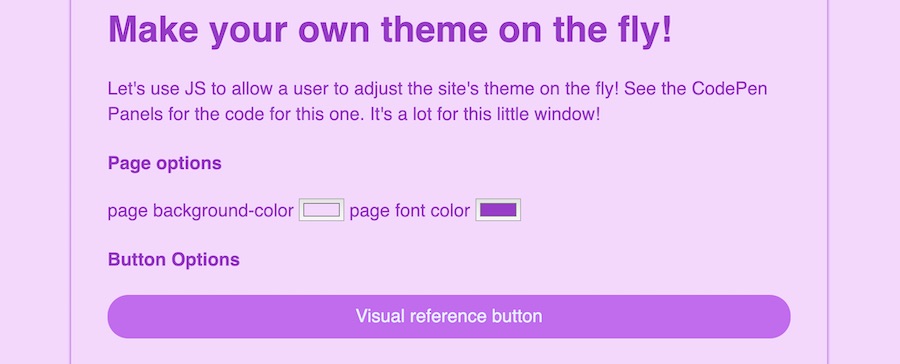 Make your own theme on the fly!
Let's use JS to allow a user to adjust the site's theme on the fly! See the CodePen
Panels for the code for this one. It's a lot for this little window!
Page options
page background-color page font color
Button Options
Visual reference button